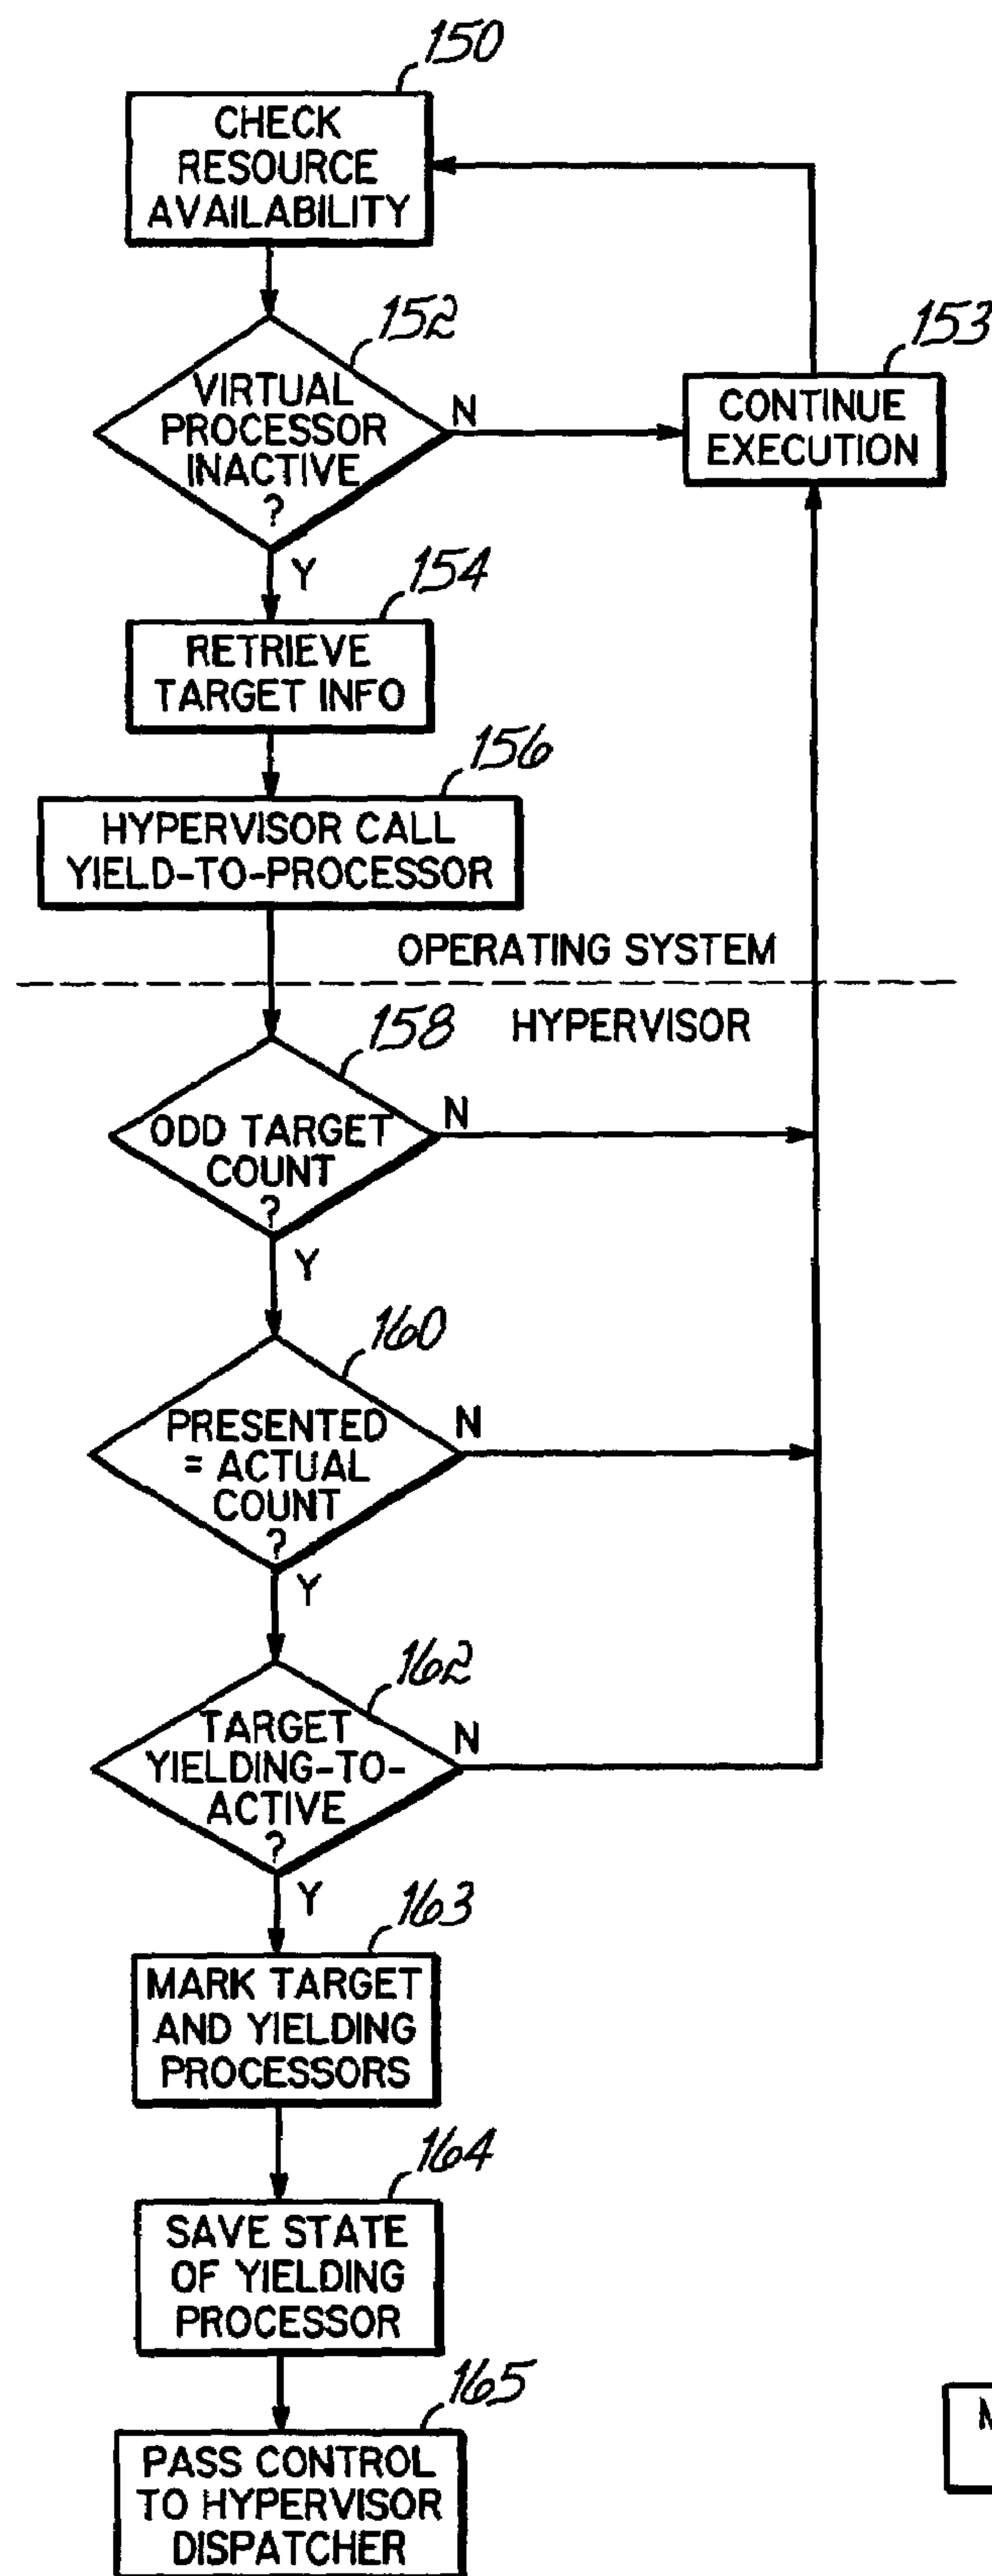 150
CHECK
RESOURCE
AVAILABILITY
152
VIRTUAL
PROCESSOR
INACTIVE
?
N
153
CONTINUE
EXECUTION
Y
154
RETRIEVE
TARGET INFO
156
HYPERVISOR CALL
YIELD-TO-PROCESSOR
OPERATING SYSTEM
HYPERVISOR
158
ODD TARGET
COUNT
?
N
Y
160
PRESENTED
= ACTUAL
COUNT
?
N
Y
162
TARGET
YIELDING-TO-
ACTIVE
?
N
Y
163
MARK TARGET
AND YIELDING
PROCESSORS
164
SAVE STATE
OF YIELDING
PROCESSOR
165
PASS CONTROL
TO HYPERVISOR
DISPATCHER